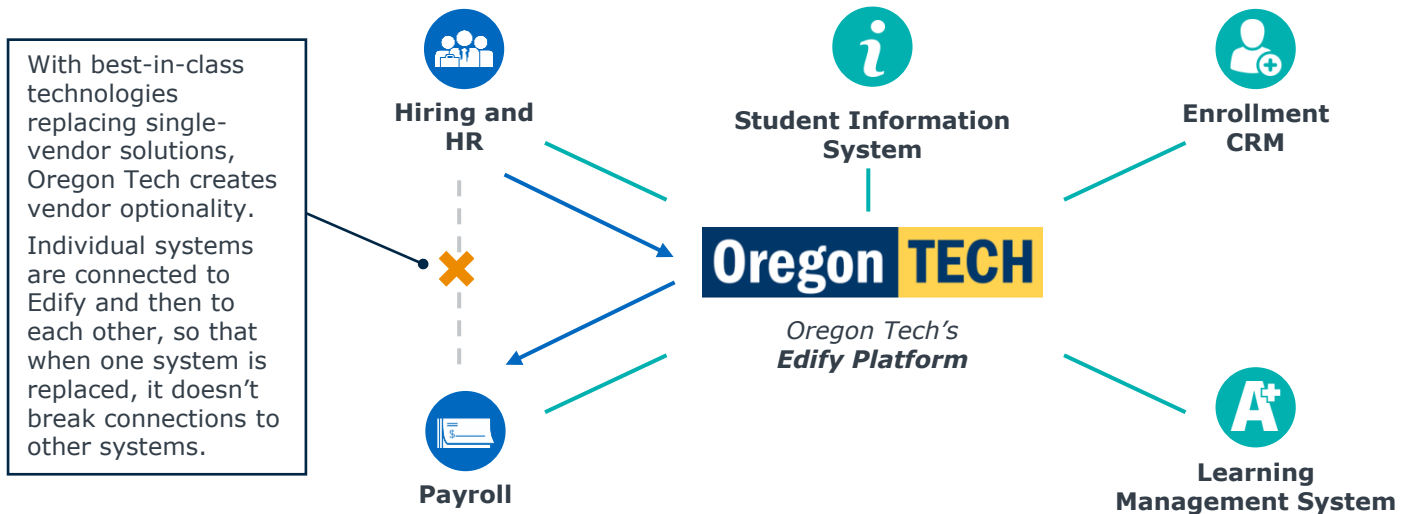 With best-in-class
technologies
replacing single-
vendor solutions,
Oregon Tech creates
vendor optionality.
Individual systems
are connected to
Edify and then to
each other, so that
when one system is
replaced, it doesn’t
break connections to
other systems.
Hiring and
HR
i
Student Information
System
Enrollment
CRM
Oregon TECH
Oregon Tech’s
Edify Platform
$
Payroll
A+
Learning
Management System